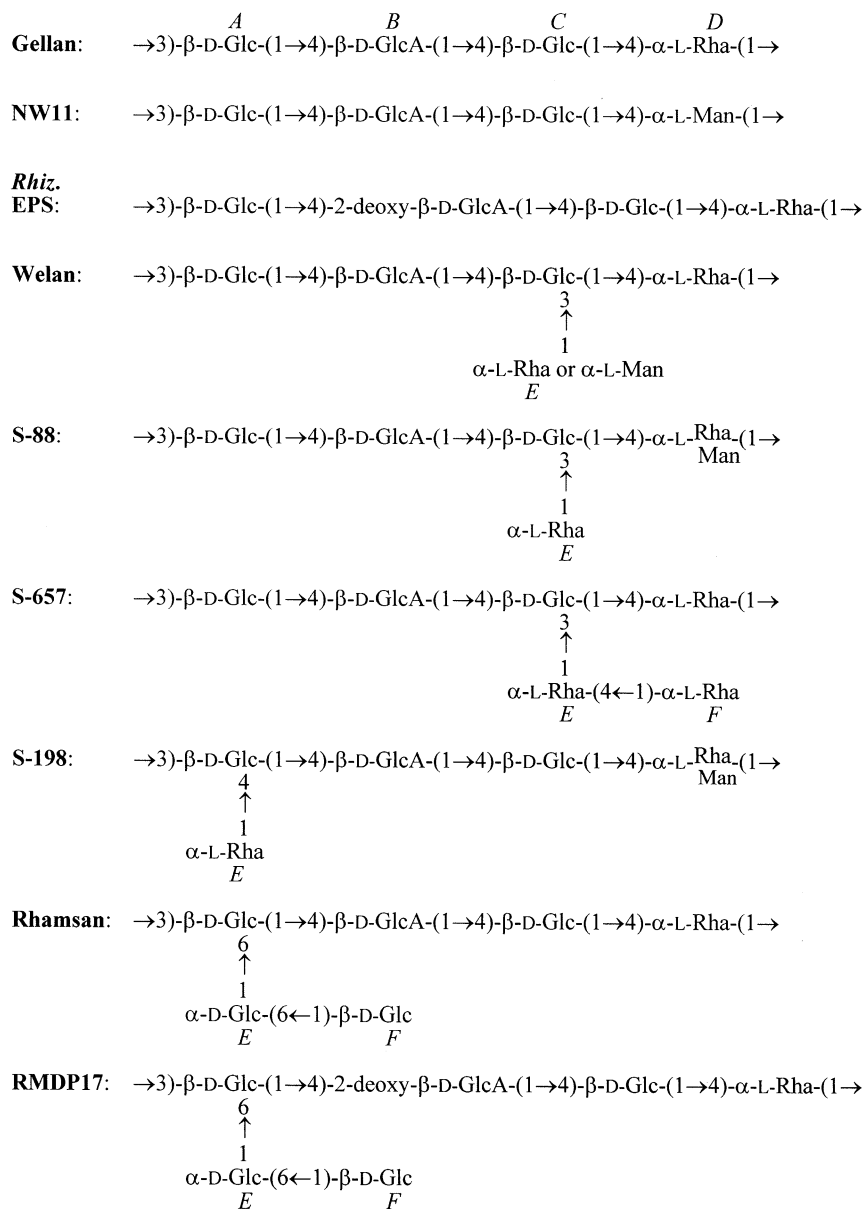 A B C D
Gellan: →3)-β-D-Glc-(1→4)-β-D-GlcA-(1→4)-β-D-Glc-(1→4)-α-L-Rha-(1→
NW11: →3)-β-D-Glc-(1→4)-β-D-GlcA-(1→4)-β-D-Glc-(1→4)-α-L-Man-(1→
Rhiz.
EPS: →3)-β-D-Glc-(1→4)-2-deoxy-β-D-GlcA-(1→4)-β-D-Glc-(1→4)-α-L-Rha-(1→
Welan: →3)-β-D-Glc-(1→4)-β-D-GlcA-(1→4)-β-D-Glc-(1→4)-α-L-Rha-(1→
3
↑
1
α-L-Rha or α-L-Man
E
S-88: →3)-β-D-Glc-(1→4)-β-D-GlcA-(1→4)-β-D-Glc-(1→4)-α-L-Rha-(1→
Man
3
↑
1
α-L-Rha
E
S-657: →3)-β-D-Glc-(1→4)-β-D-GlcA-(1→4)-β-D-Glc-(1→4)-α-L-Rha-(1→
3
↑
1
α-L-Rha-(4←1)-α-L-Rha
E F
S-198: →3)-β-D-Glc-(1→4)-β-D-GlcA-(1→4)-β-D-Glc-(1→4)-α-L-Rha-(1→
Man
4
↑
1
α-L-Rha
E
Rhamsan: →3)-β-D-Glc-(1→4)-β-D-GlcA-(1→4)-β-D-Glc-(1→4)-α-L-Rha-(1→
6
↑
1
α-D-Glc-(6←1)-β-D-Glc
E F
RMDP17: →3)-β-D-Glc-(1→4)-2-deoxy-β-D-GlcA-(1→4)-β-D-Glc-(1→4)-α-L-Rha-(1→
6
↑
1
α-D-Glc-(6←1)-β-D-Glc
E F